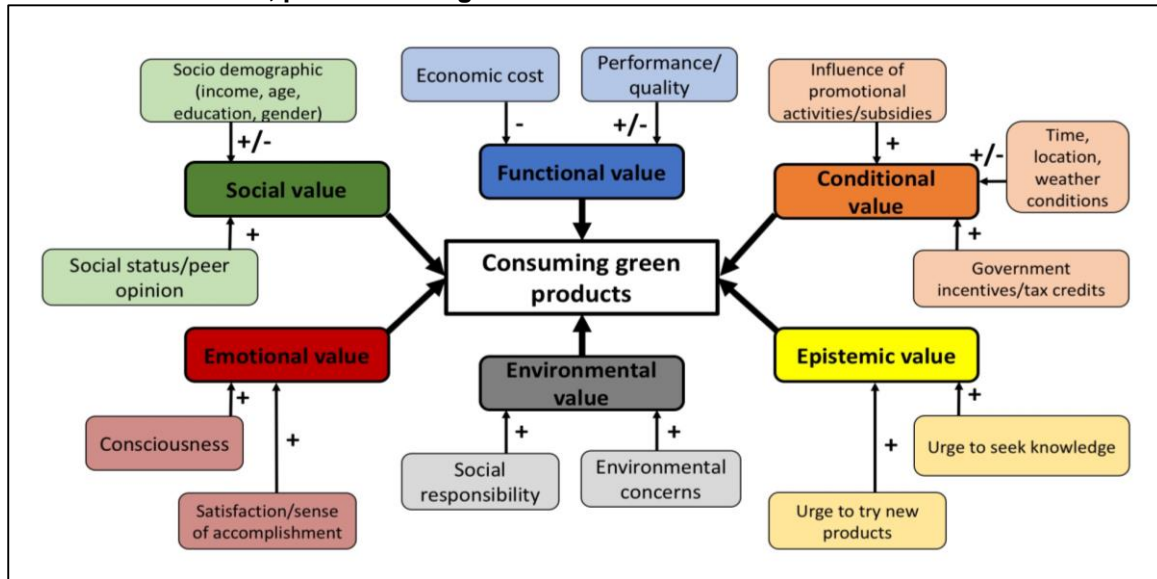 Socio demographic
(income, age,
education, gender)
+/-
Social value
+
Social status/peer
opinion
Economic cost
-
Performance/
quality
+/-
Functional value
Influence of
promotional
activities/subsidies
+
Time,
location,
weather
conditions
+/-
Conditional
value
+
Government
incentives/tax credits
Consuming green
products
Emotional value
+
Consciousness
+
Satisfaction/sense
of accomplishment
Environmental
value
+
Social
responsibility
+
Environmental
concerns
Epistemic value
+
Urge to seek knowledge
+
Urge to try new
products